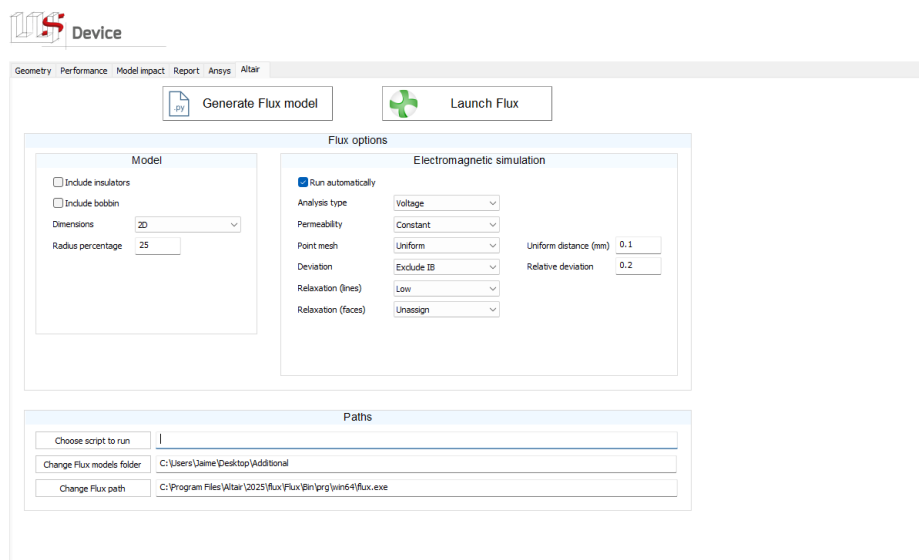 Device
Geometry Performance Model impact Report Ansys Altair
.py Generate Flux model Launch Flux
Flux options
Model
Include insulators
Include bobbin
Dimensions 2D
Radius percentage 25
Electromagnetic simulation
Run automatically
Analysis type Voltage
Permeability Constant
Point mesh Uniform Uniform distance (mm) 0.1
Deviation Exclude IB Relative deviation 0.2
Relaxation (lines) Low
Relaxation (faces) Unassign
Paths
Choose script to run
Change Flux models folder C:\Users\Jaime\Desktop\Additional
Change Flux path C:\Program Files\Altair\2025\flux\Flux\Bin\prg\win64\flux.exe